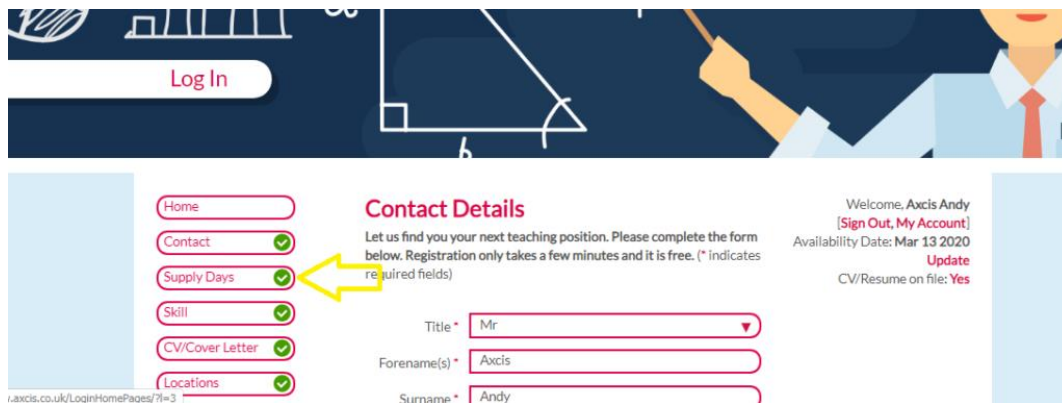 b
Log In
Home
Contact
Supply Days
Skill
CV/Cover Letter
Locations
Contact Details
Let us find you your next teaching position. Please complete the form
below. Registration only takes a few minutes and it is free. (* indicates
required fields)
Title * Mr
Forename(s) * Axcis
Surname * Andy
Welcome, Axcis Andy
[Sign Out, My Account]
Availability Date: Mar 13 2020
Update
CV/Resume on file: Yes
.axcis.co.uk/LoginHomePages/?l=3